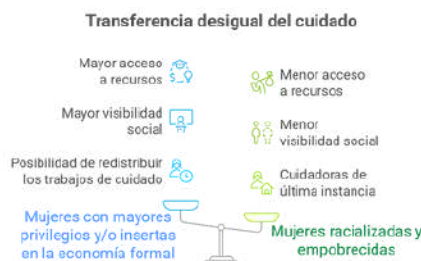 Transferencia desigual del cuidado
Mayor acceso
a recursos
Mayor visibilidad
social
Posibilidad de redistribuir
los trabajos de cuidado
Mujeres con mayores
privilegios y/o insertas
en la economía formal
Menor acceso
a recursos
Menor
visibilidad social
Cuidadoras de
última instancia
Mujeres racializadas y
empobrecidas